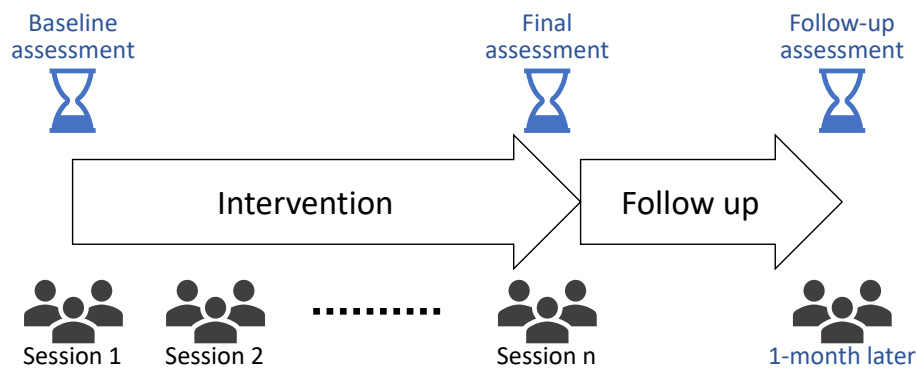 Baseline
assessment
Final
assessment
Follow-up
assessment
Intervention
Follow up
Session 1
Session 2
Session n
1-month later